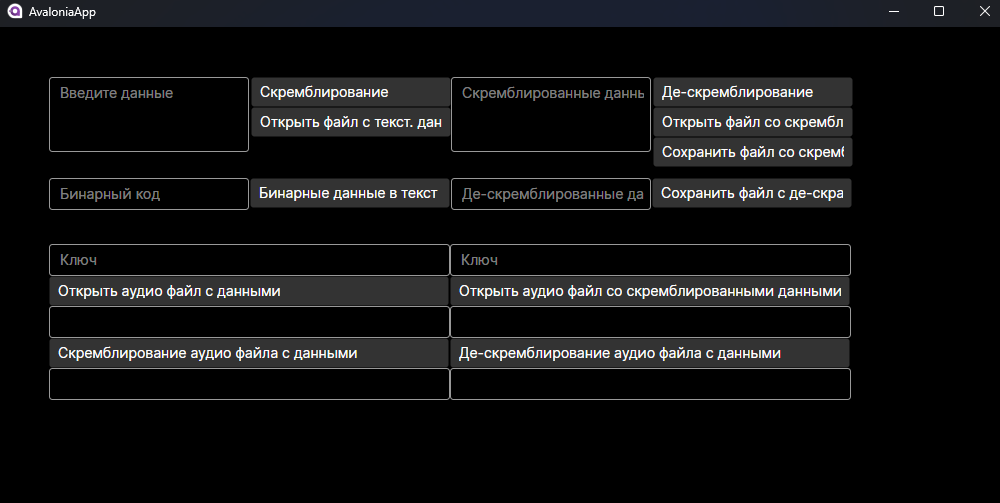 AvaloniaApp
Введите данные
Скремблирование
Скремблированные данны
Де-скремблирование
Открыть файл с текст. дан
Открыть файл со скрембл
Сохранить файл со скремб
Бинарный код
Бинарные данные в текст
Де-скремблированные да
Сохранить файл с де-скра
Ключ
Ключ
Открыть аудио файл с данными
Открыть аудио файл со скремблированными данными
Скремблирование аудио файла с данными
Де-скремблирование аудио файла с данными